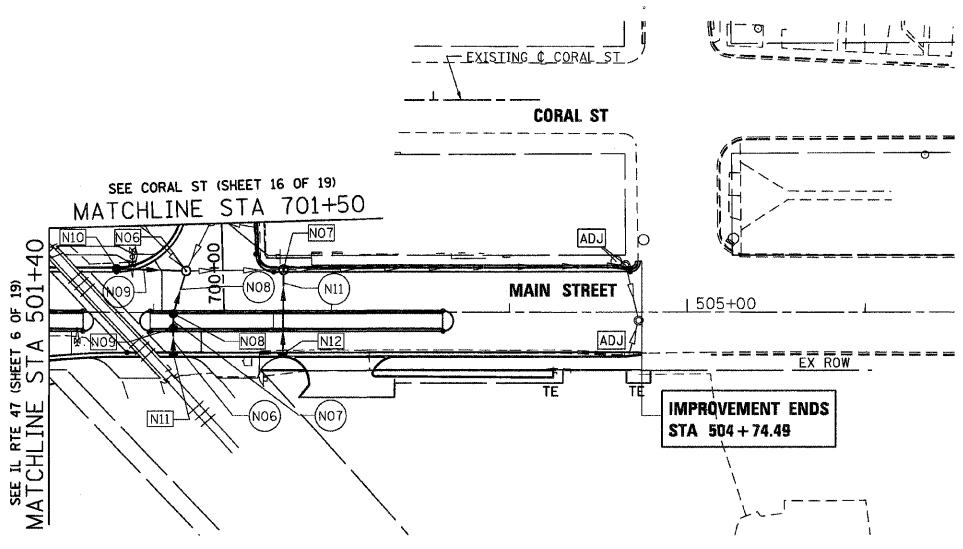 EXISTING ℄ CORAL ST
CORAL ST
SEE CORAL ST (SHEET 16 OF 19)
MATCHLINE STA 701+50
N10
N06
N07
ADJ
N09
700+00
N08
N11
MAIN STREET
505+00
N09
N08
N12
ADJ
EX ROW
TE
TE
N11
N06
N07
IMPROVEMENT ENDS
STA 504+74.49
SEE IL RTE 47 (SHEET 6 OF 19)
MATCHLINE STA 501+40